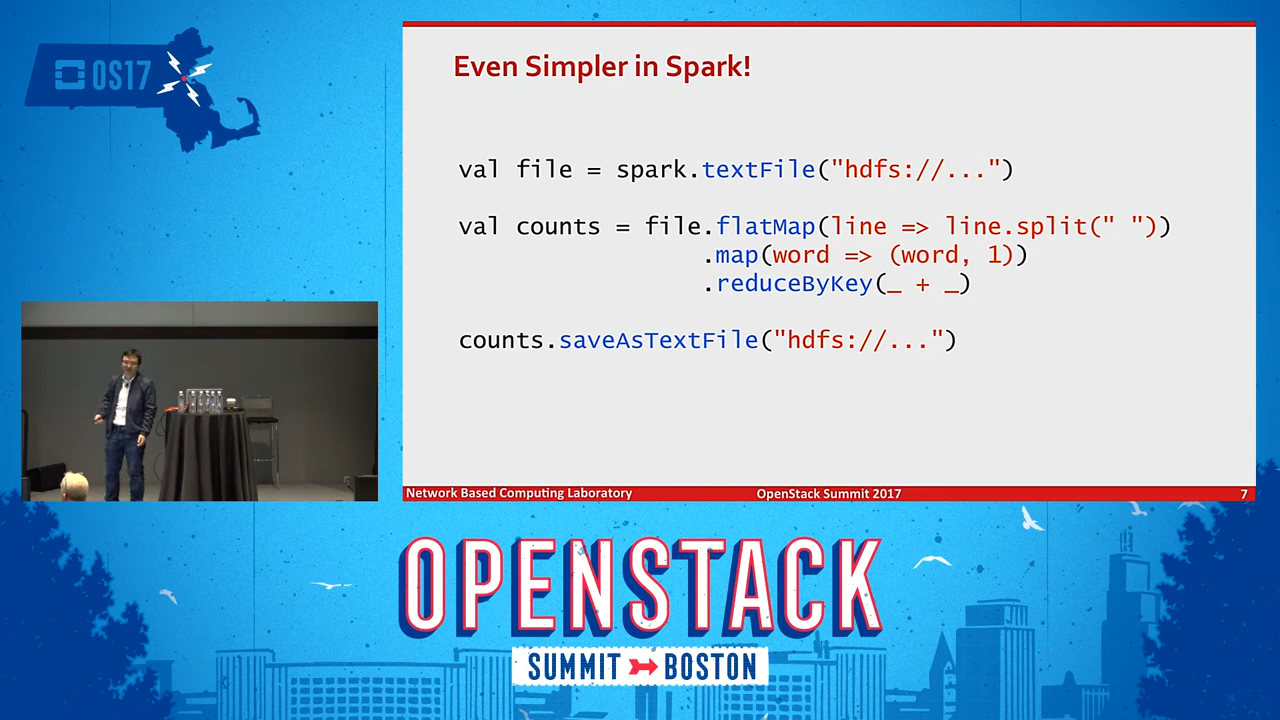 OS17
Even Simpler in Spark!
val file = spark.textFile("hdfs://...")
val counts = file.flatMap(line => line.split(" "))
.map(word => (word, 1))
.reduceByKey(_ + _)
counts.saveAsTextFile("hdfs://...")
Network Based Computing Laboratory
OpenStack Summit 2017
7
OPENSTACK
SUMMIT BOSTON